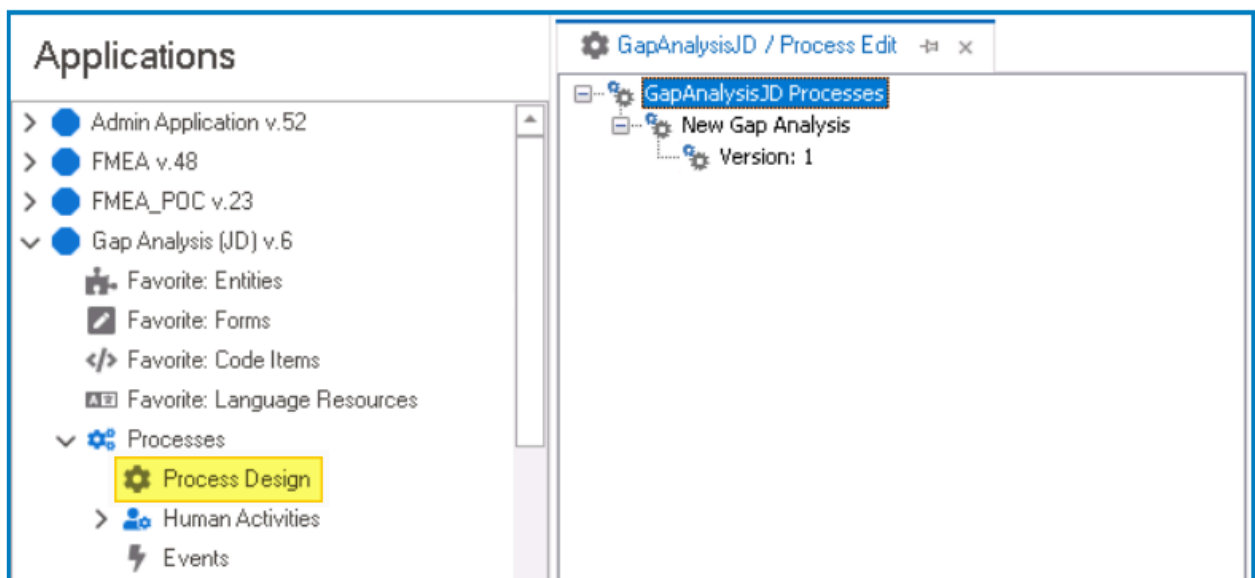 Applications
Admin Application v.52
FMEA v.48
FMEA_POC v.23
Gap Analysis (JD) v.6
Favorite: Entities
Favorite: Forms
Favorite: Code Items
Favorite: Language Resources
Processes
Process Design
Human Activities
Events
GapAnalysisJD / Process Edit
GapAnalysisJD Processes
New Gap Analysis
Version: 1